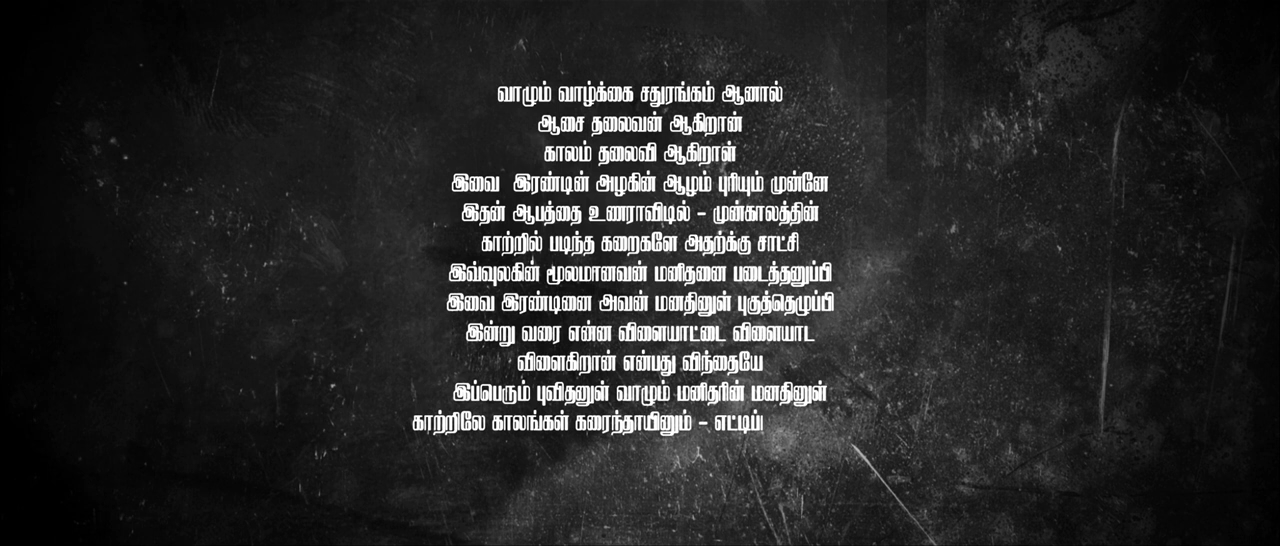 வாழும் வாழ்க்கை சதுரங்கம் ஆனால்
ஆசை தலைவன் ஆகிறான்
காலம் தலைவி ஆகிறாள்
இவை இரண்டின் அழகின் ஆழம் புரியும் முன்னே
இதன் ஆபத்தை உணராவிடில் - முன்காலத்தின்
காற்றில் படிந்த கறைகளே அதற்க்கு சாட்சி
இவ்வுலகின் மூலமானவன் மனிதனை படைத்தனுப்பி
இவை இரண்டினை அவன் மனதினுள் புகுத்தெழுப்பி
இன்று வரை என்ன விளையாட்டை விளையாட
விளைகிறான் என்பது விந்தையே
இப்பெரும் புவிதனுள் வாழும் மனிதரின் மனதினுள்
காற்றிலே காலங்கள் கரைந்தாயினும் -